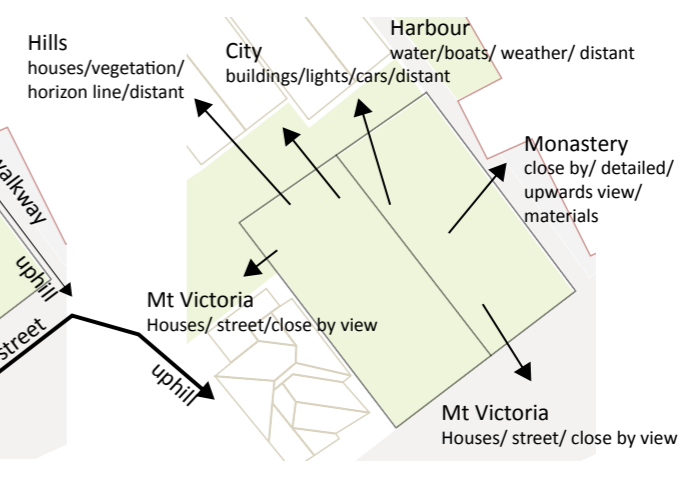 Hills
houses/vegetation/
horizon line/distant
City
buildings/lights/cars/distant
Harbour
water/boats/ weather/ distant
Monastery
close by/ detailed/
upwards view/
materials
walkway
uphill
street
uphill
Mt Victoria
Houses/ street/close by view
Mt Victoria
Houses/ street/ close by view